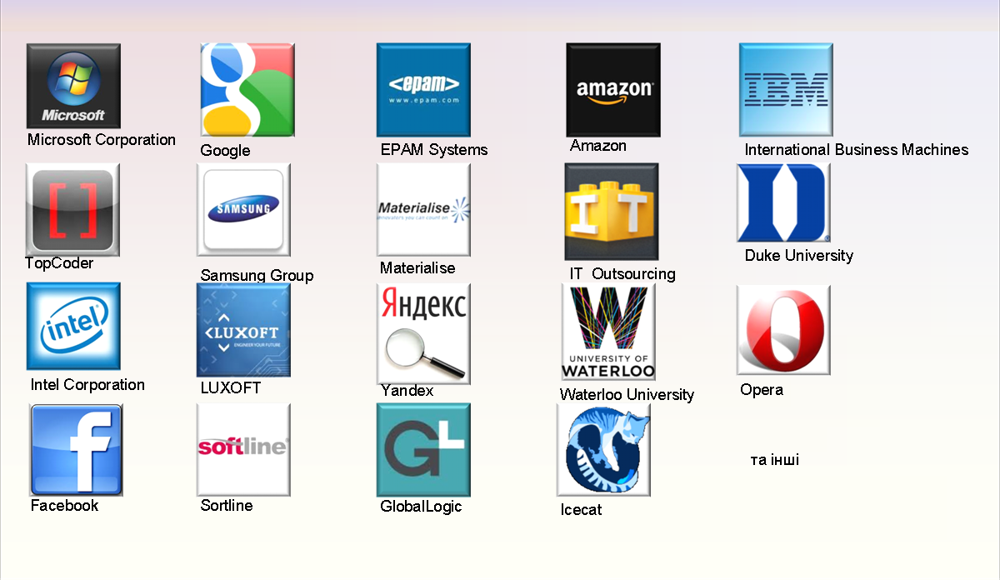 Microsoft
Microsoft Corporation
Google
<epam>
www.epam.com
EPAM Systems
amazon
Amazon
IBM
International Business Machines
[ ]
TopCoder
SAMSUNG
Samsung Group
Materialise
innovators you can count on
Materialise
IT
IT Outsourcing
D
Duke University
intel
Intel Corporation
LUXOFT
ENGINEER YOUR FUTURE
LUXOFT
Яндекс
Yandex
W
UNIVERSITY OF
WATERLOO
Waterloo University
O
Opera
f
Facebook
softline
Sortline
GL
GlobalLogic
Icecat
та інші